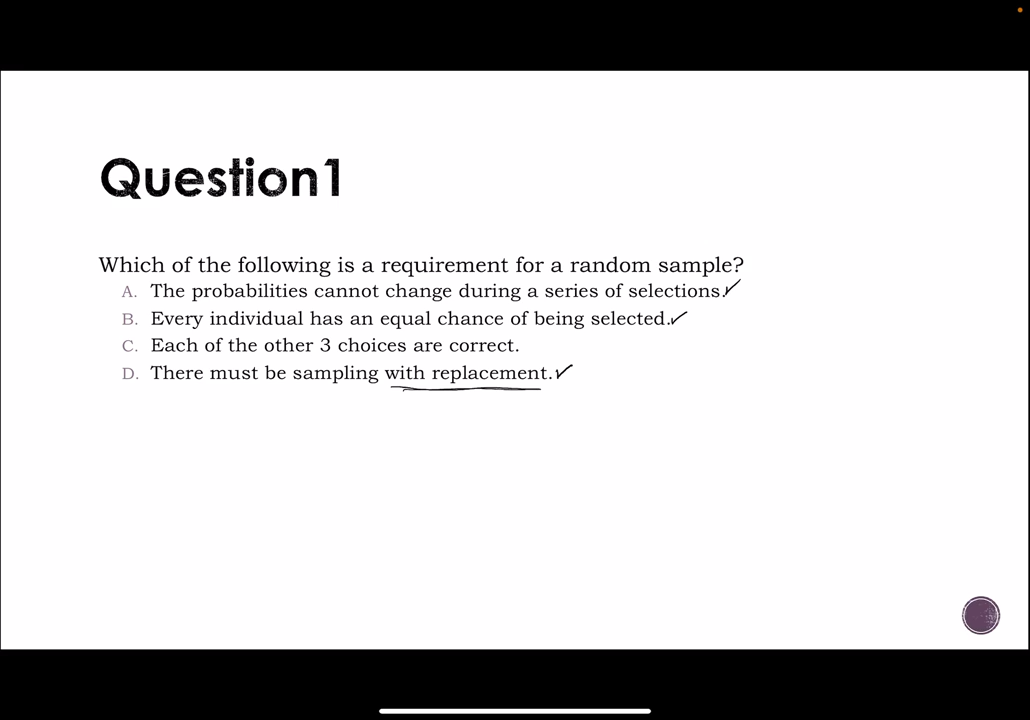 Question1
Which of the following is a requirement for a random sample?
A. The probabilities cannot change during a series of selections.
B. Every individual has an equal chance of being selected.
C. Each of the other 3 choices are correct.
D. There must be sampling with replacement.